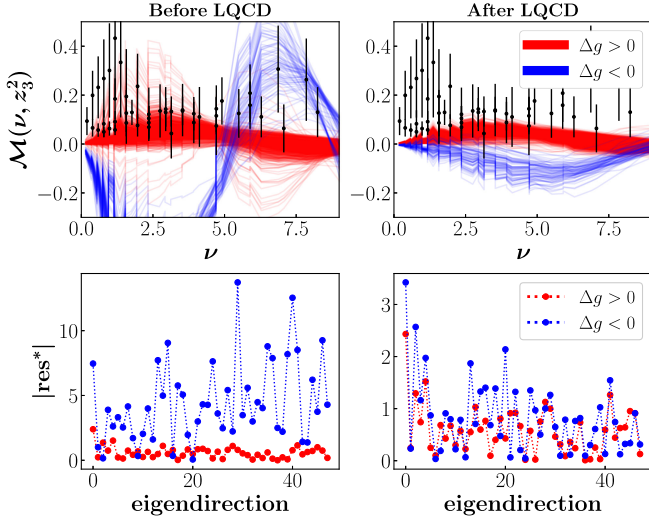 Before LQCD
After LQCD
M(ν, z₃²)
0.4
0.2
0.0
−0.2
0.0
2.5
5.0
7.5
ν
0.4
0.2
0.0
−0.2
0.0
2.5
5.0
7.5
ν
Δg > 0
Δg < 0
|res*|
10
5
0
0
20
40
eigendirection
3
2
1
0
0
20
40
eigendirection
Δg > 0
Δg < 0